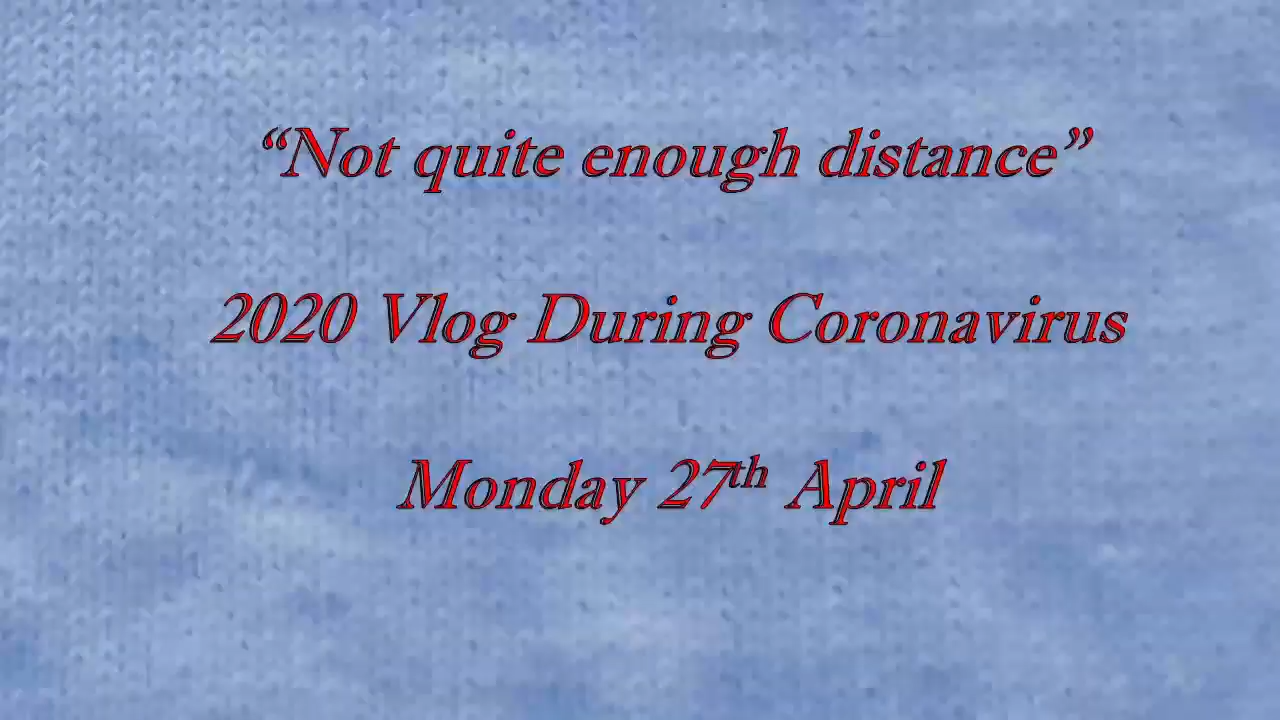 “Not quite enough distance”
2020 Vlog During Coronavirus
Monday 27th April